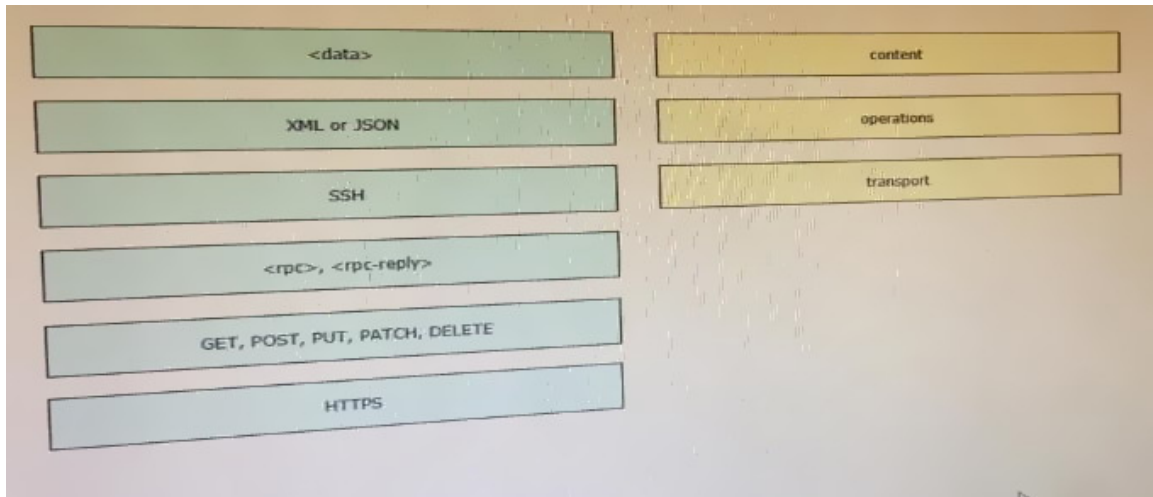 <data>
XML or JSON
SSH
<rpc>, <rpc-reply>
GET, POST, PUT, PATCH, DELETE
HTTPS
content
operations
transport